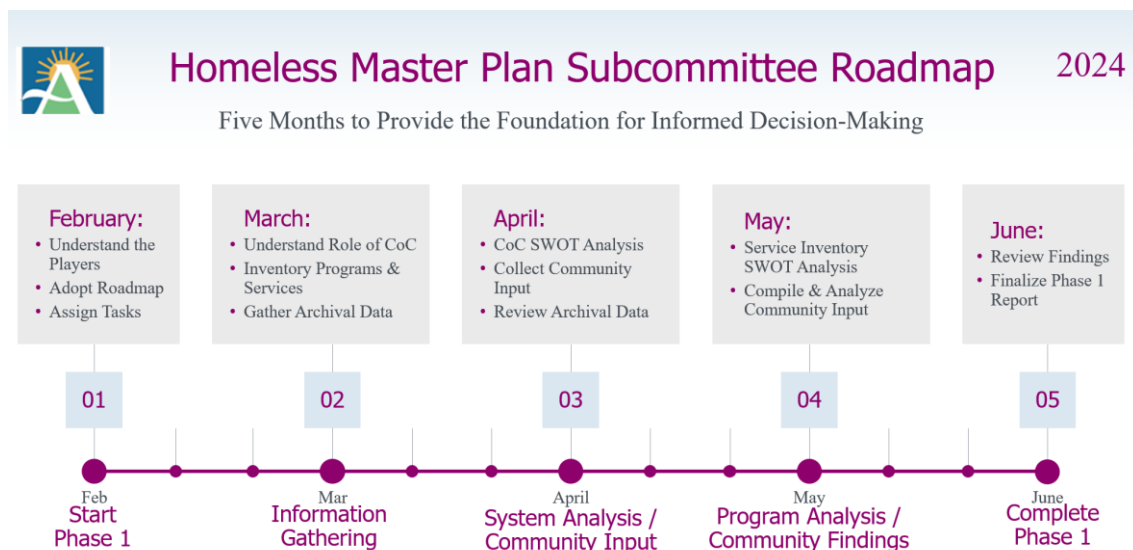 Homeless Master Plan Subcommittee Roadmap
2024
Five Months to Provide the Foundation for Informed Decision-Making
February:
• Understand the
Players
• Adopt Roadmap
• Assign Tasks
March:
• Understand Role of CoC
• Inventory Programs &
Services
• Gather Archival Data
April:
• CoC SWOT Analysis
• Collect Community
Input
• Review Archival Data
May:
• Service Inventory
SWOT Analysis
• Compile & Analyze
Community Input
June:
• Review Findings
• Finalize Phase 1
Report
01
02
03
04
05
Feb
Start
Phase 1
Mar
Information
Gathering
April
System Analysis /
Community Input
May
Program Analysis /
Community Findings
June
Complete
Phase 1